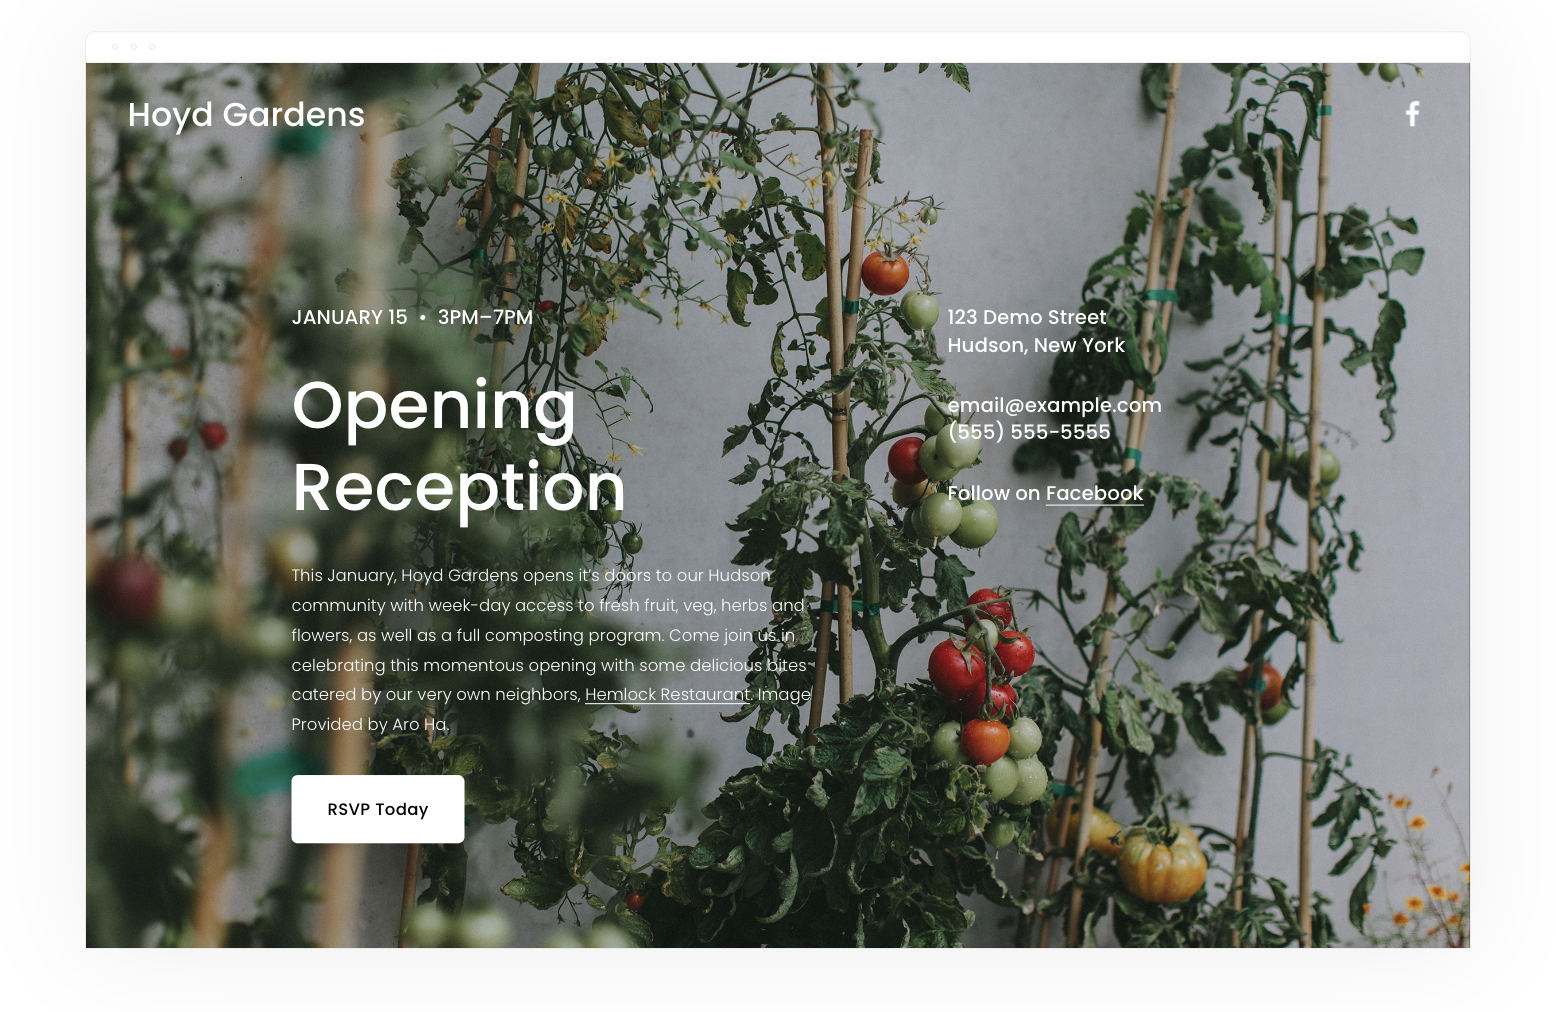 Hoyd Gardens
JANUARY 15 • 3PM–7PM
Opening
Reception
This January, Hoyd Gardens opens it's doors to our Hudson
community with week-day access to fresh fruit, veg, herbs and
flowers, as well as a full composting program. Come join us in
celebrating this momentous opening with some delicious bites
catered by our very own neighbors, Hemlock Restaurant. Image
Provided by Aro Ha.
RSVP Today
123 Demo Street
Hudson, New York
email@example.com
(555) 555-5555
Follow on Facebook